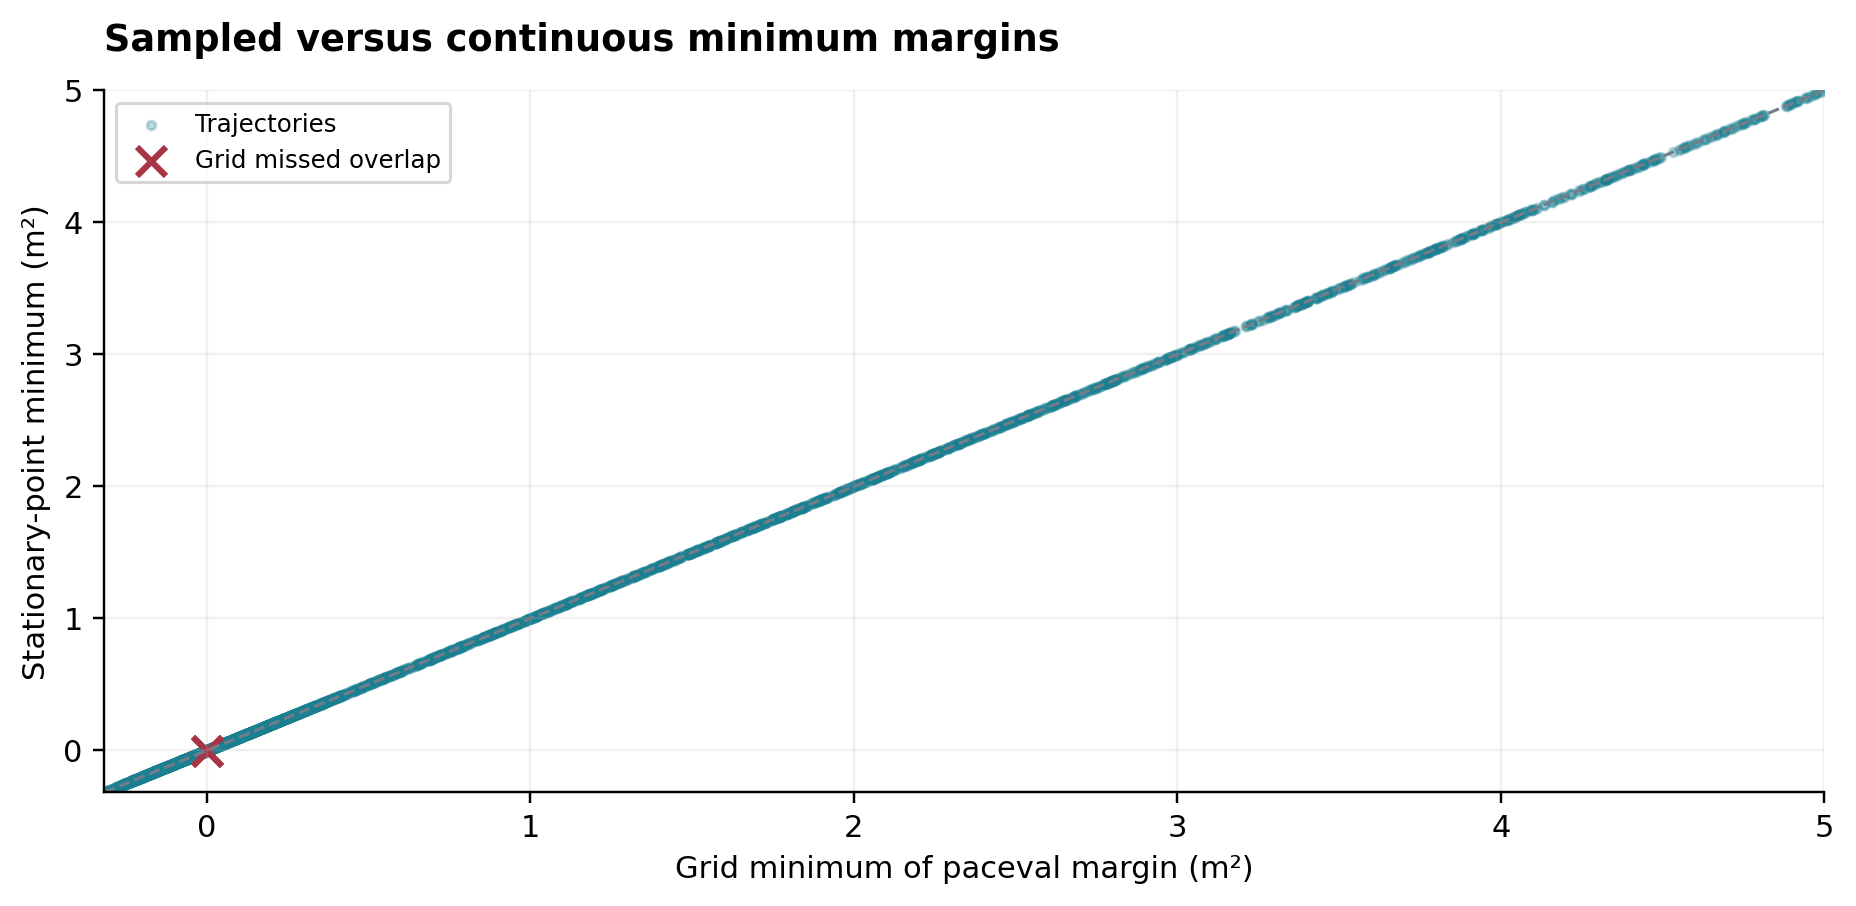 Sampled versus continuous minimum margins
5
4
3
2
1
0
Stationary-point minimum (m²)
Trajectories
Grid missed overlap
0 1 2 3 4 5
Grid minimum of paceval margin (m²)